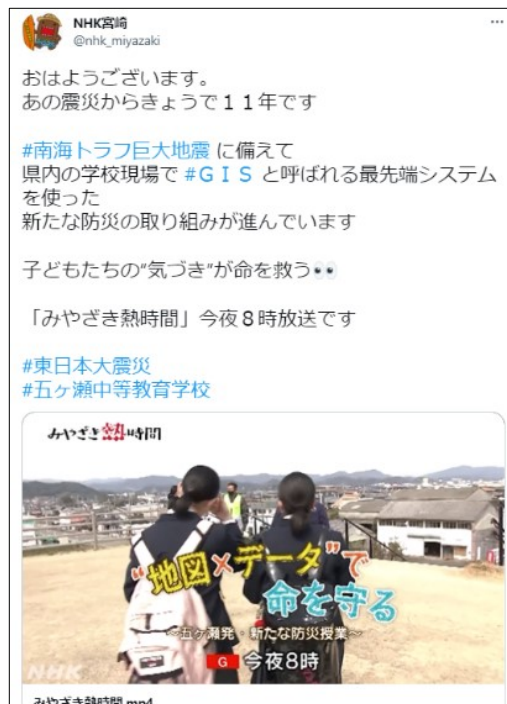 NHK宮崎
@nhk_miyazaki
おはようございます。
あの震災からきょうで１１年です
#南海トラフ巨大地震 に備えて
県内の学校現場で #ＧＩＳ と呼ばれる最先端システム
を使った
新たな防災の取り組みが進んでいます
子どもたちの“気づき”が命を救う👀
「みやざき熱時間」今夜８時放送です
#東日本大震災
#五ヶ瀬中等教育学校
みやざき熱時間
“地図×データ”で
命を守る
～五ヶ瀬発・新たな防災授業～
G 今夜8時
NHK
みやざき熱時間.mp4